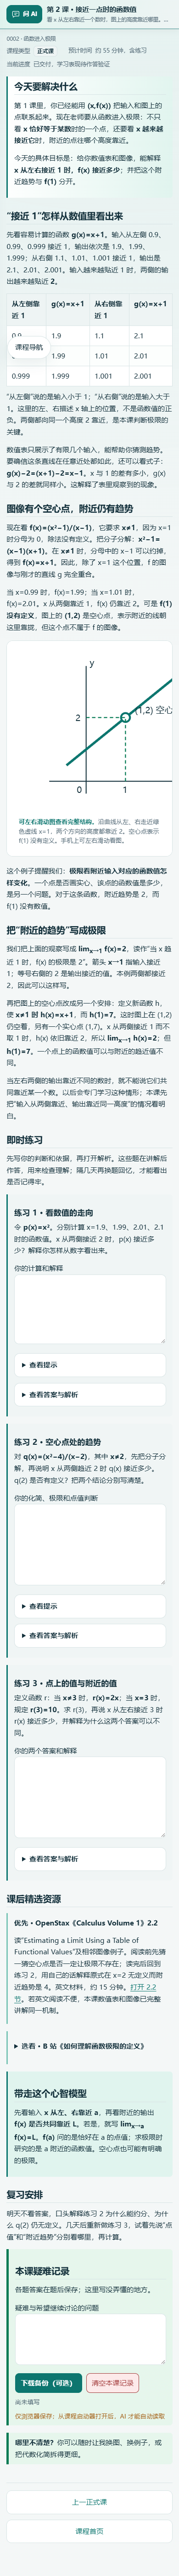 问 AI
第 2 课・接近一点时的函数值
看 x 从左右靠近一个数时，图上的高度靠近哪里。...
0002・函数进入极限
课程类型 正式课 预计时间 约 55 分钟，含练习
当前进度 已交付，学习表现待作答验证
今天要解决什么
第 1 课里，你已经能用 (x,f(x)) 把输入和图上的
点联系起来。现在老师要从函数进入极限：不只
看 x 恰好等于某数时的一个点，还要看 x 越来越
接近它时，附近的点往哪个高度靠近。
今天的具体目标是：给你数值表和图像，能解释
x 从左右接近 1 时，f(x) 接近多少；并把这个附
近趋势与 f(1) 分开。
“接近 1”怎样从数值里看出来
先看容易计算的函数 g(x)=x+1。输入从左侧 0.9、
0.99、0.999 接近 1，输出依次是 1.9、1.99、
1.999；从右侧 1.1、1.01、1.001 接近 1，输出是
2.1、2.01、2.001。输入越来越贴近 1 时，两侧的输
出越来越贴近 2。
x 从左侧靠近 1 g(x)=x+1 x 从右侧靠近 1 g(x)=x+1
0.9 1.9 1.1 2.1
课程导航
1.99 1.01 2.01
0.999 1.999 1.001 2.001
“从左侧”说的是输入小于 1；“从右侧”说的是输入大于
1。这里的左、右描述 x 轴上的位置，不是函数值的正
负。两侧都向同一个高度 2 靠近，是本课判断极限的
关键。
数值表只展示了有限几个输入，能帮助你猜测趋势。
要确信这条直线在任意近处都如此，还可以看式子：
g(x)−2=(x+1)−2=x−1。x 与 1 的差有多小，g(x)
与 2 的差就同样小。这解释了表里观察到的现象。
图像有个空心点，附近仍有趋势
现在看 f(x)=(x²−1)/(x−1)，它要求 x≠1，因为 x=1
时分母为 0，除法没有定义。把分子分解：x²−1=
(x−1)(x+1)。在 x≠1 时，分母中的 x−1 可以约掉，
得到 f(x)=x+1。因此，除了 x=1 这个位置，f 的图
像与刚才的直线 g 完全重合。
当 x=0.99 时，f(x)=1.99；当 x=1.01 时，
f(x)=2.01。x 从两侧靠近 1，f(x) 仍靠近 2。可是 f(1)
没有定义，图上的 (1,2) 是空心点，表示附近的线朝
这里靠拢，但这个点不属于 f 的图像。
y
(1,2) 空心
2
0
1
可左右滑动图查看完整结构。沿曲线从左、右走近绿
色虚线 x=1，两个方向的高度都靠近 2。空心点表示
f(1) 没有定义。手机上可左右滑动看图。
这个例子提醒我们：极限看附近输入对应的函数值怎
样变化。一个点是否画实心、该点的函数值是多少，
是另一个问题。对于这条函数，附近趋势是 2，而
f(1) 没有数值。
把“附近的趋势”写成极限
我们把上面的观察写成 limx→1 f(x)=2，读作“当 x 趋
近 1 时，f(x) 的极限是 2”。箭头 x→1 指输入接近
1；等号右侧的 2 是输出接近的值。本例两侧都接近
2，因此可以这样写。
再把图上的空心点改成另一个安排：定义新函数 h，
使 x≠1 时 h(x)=x+1，而 h(1)=7。这时图上在 (1,2)
仍空着，另有一个实心点 (1,7)。x 从两侧接近 1 而不
取 1 时，h(x) 依旧靠近 2，所以 limx→1 h(x)=2；但
h(1)=7。一个点上的函数值可以与附近的趋近值不
同。
当左右两侧的输出靠近不同的数时，就不能说它们共
同靠近某一个数。以后会专门学习这种情形；本课先
把“输入从两侧靠近，输出靠近同一高度”的情况看明
白。
即时练习
先写你的判断和依据，再打开解析。这些题在讲解后
作答，用来检查理解；隔几天再换题回忆，才能看出
是否记得牢。
练习 1・看数值的走向
令 p(x)=x²。分别计算 x=1.9、1.99、2.01、2.1
时的函数值。x 从两侧接近 2 时，p(x) 接近多
少？解释你怎样从数字看出来。
你的计算和解释
▶ 查看提示
▶ 查看答案与解析
练习 2・空心点处的趋势
对 q(x)=(x²−4)/(x−2)，其中 x≠2，先把分子分
解，再说明 x 从两侧趋近 2 时 q(x) 接近多少。
q(2) 是否有定义？把两个结论分别写清楚。
你的化简、极限和点值判断
▶ 查看提示
▶ 查看答案与解析
练习 3・点上的值与附近的值
定义函数 r：当 x≠3 时，r(x)=2x；当 x=3 时，
规定 r(3)=10。求 r(3)，再说 x 从左右接近 3 时
r(x) 接近多少，并解释为什么这两个答案可以不
同。
你的两个答案和解释
▶ 查看答案与解析
课后精选资源
优先・OpenStax《Calculus Volume 1》2.2
读“Estimating a Limit Using a Table of
Functional Values”及相邻图像例子。阅读前先猜
一猜空心点是否一定让极限不存在；读完后回到
练习 2，用自己的话解释原式在 x=2 无定义而附
近趋势是 4。英文材料，约 15 分钟。打开 2.2
节。若英文阅读不便，本课数值表和图像已完整
讲解同一机制。
▶ 选看・B 站《如何理解函数极限的定义》
带走这个心智模型
先看输入 x 从左、右靠近 a，再看附近的输出
f(x) 是否共同靠近 L。若是，就写 limx→a
f(x)=L。f(a) 问的是恰好在 a 的点值；求极限时
研究的是 a 附近的函数值。空心点也可能有明确
的极限。
复习安排
明天不看答案，口头解释练习 2 为什么能约分、为什
么 q(2) 仍无定义。几天后重新做练习 3，试着先说“点
值”和“附近趋势”分别看哪里，再计算。
本课疑难记录
各题答案在题后保存；这里写没弄懂的地方。
疑难与希望继续讨论的问题
下载备份（可选） 清空本课记录
尚未填写
仅浏览器保存；从课程启动器打开后，AI 才能自动读取
哪里不清楚？你可以随时让我换图、换例子，或
把代数化简拆得更细。
上一正式课
课程首页